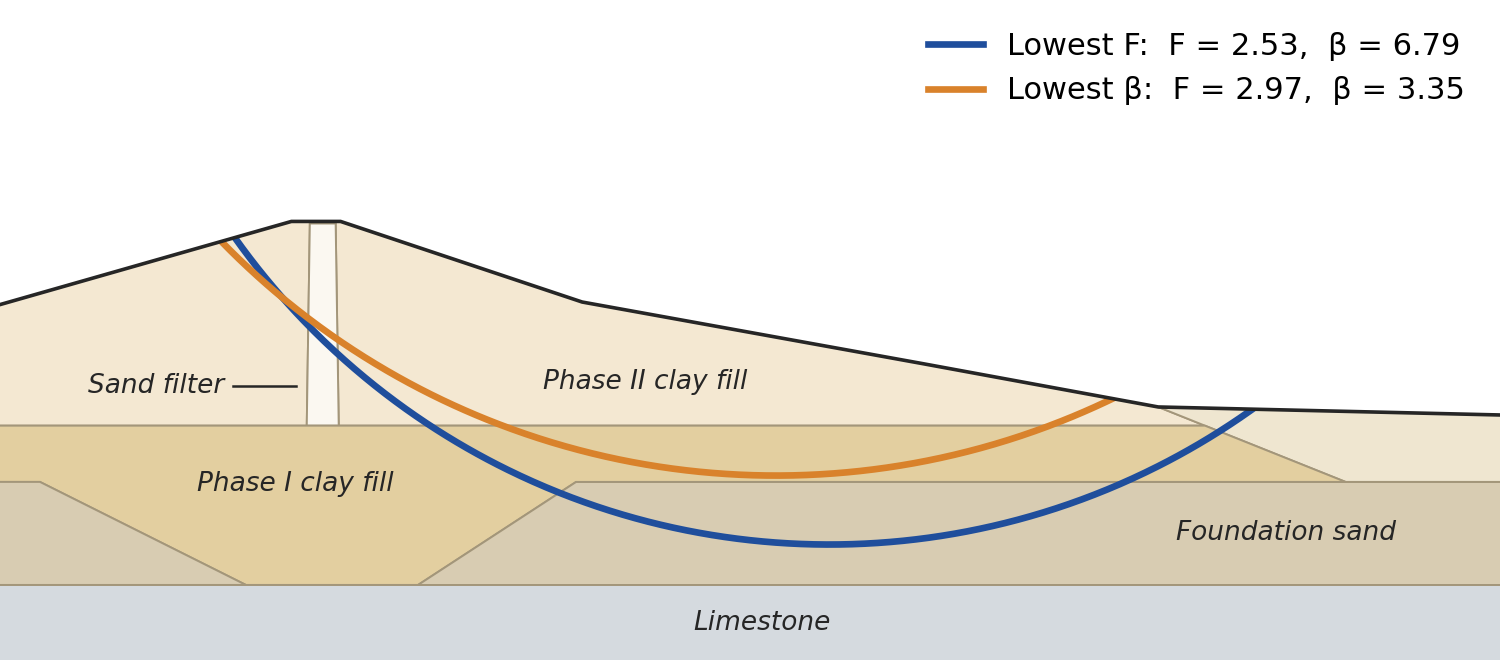 Lowest F:  F = 2.53,  β = 6.79
Lowest β:  F = 2.97,  β = 3.35
Sand filter
Phase II clay fill
Phase I clay fill
Foundation sand
Limestone